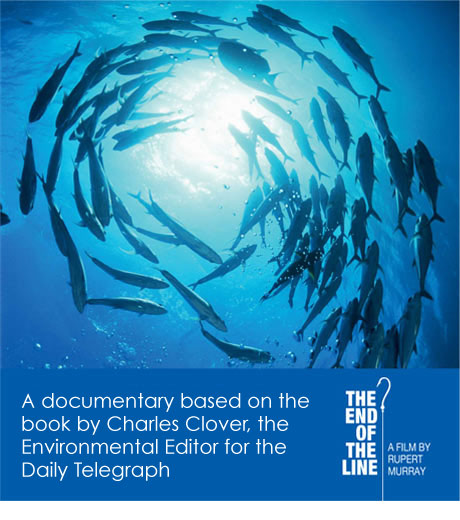 A documentary based on the
book by Charles Clover, the
Environmental Editor for the
Daily Telegraph
THE
END
OF
THE
LINE
A FILM BY
RUPERT
MURRAY